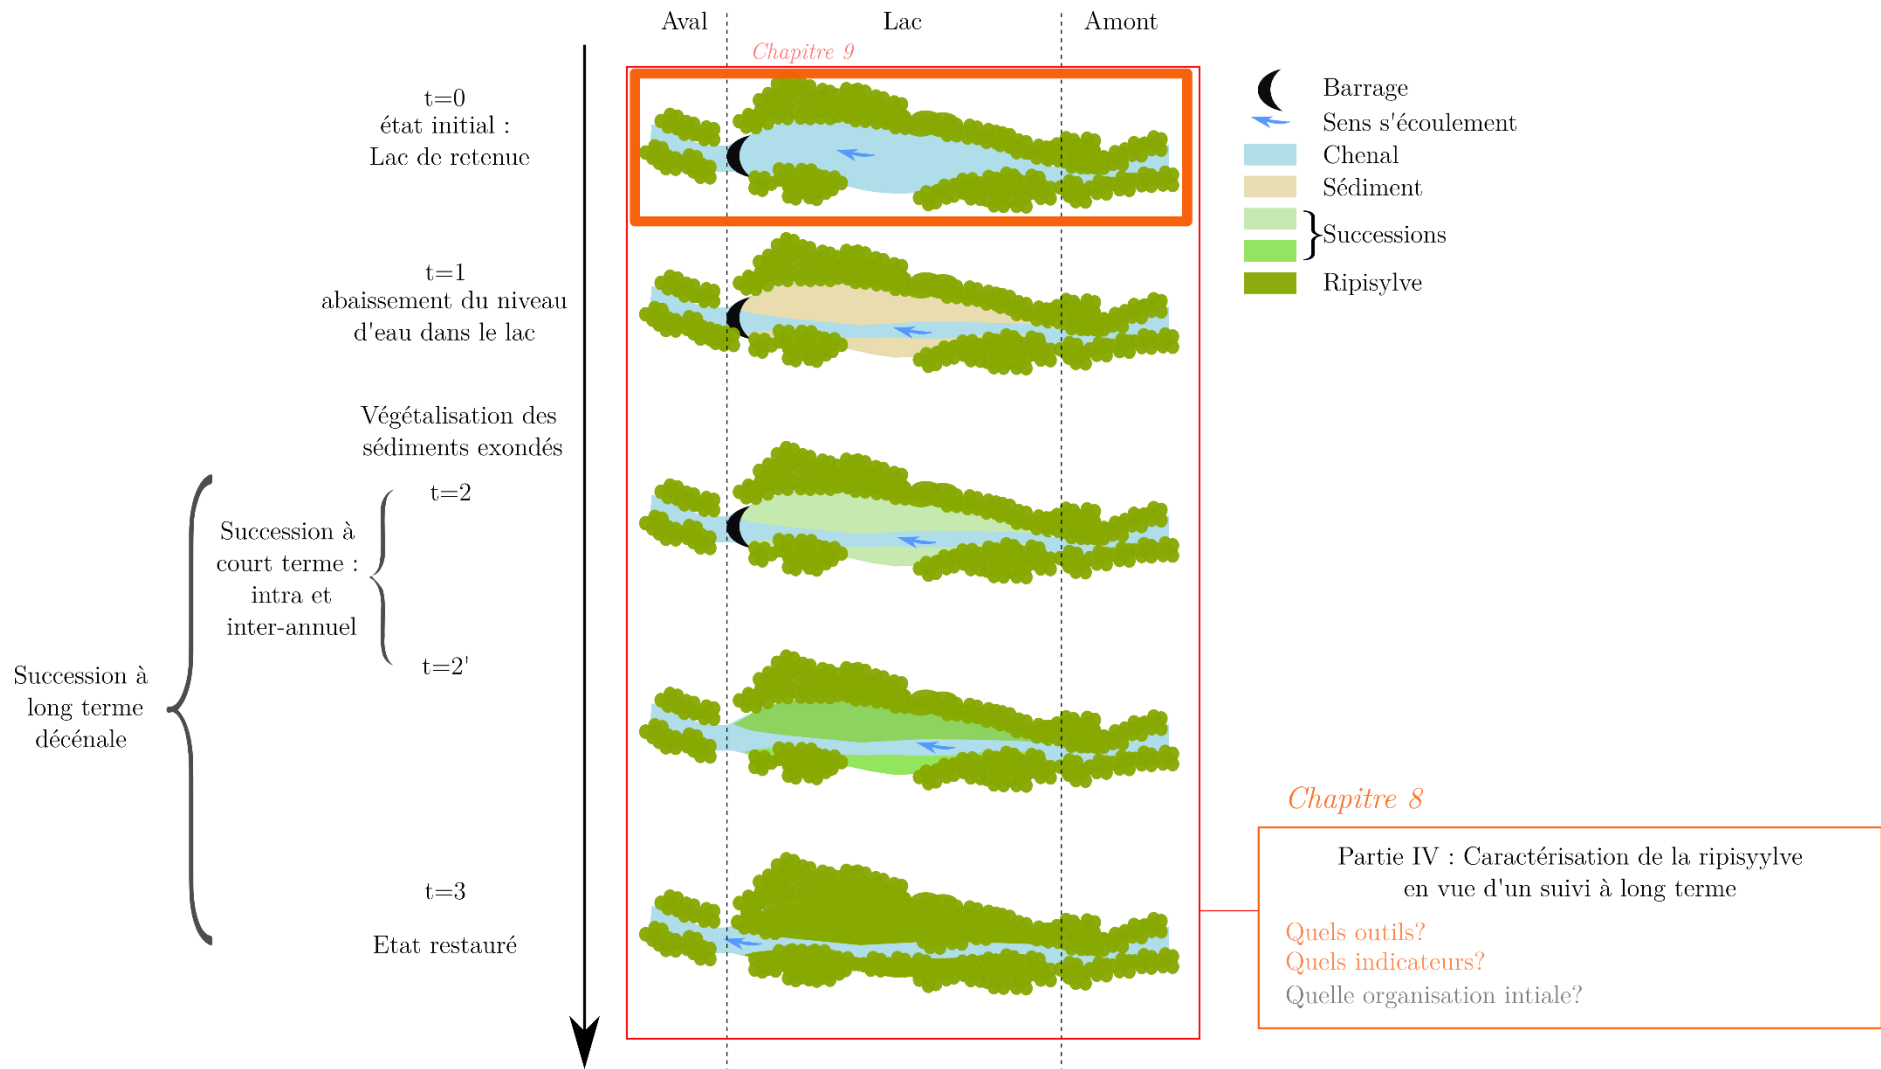 Aval
Lac
Amont
Chapitre 9
t=0
état initial :
Lac de retenue
t=1
abaissement du niveau
d'eau dans le lac
Végétalisation des
sédiments exondés
t=2
Succession à
court terme :
intra et
inter-annuel
t=2'
Succession à
long terme
décénale
t=3
Etat restauré
Barrage
Sens s'écoulement
Chenal
Sédiment
Successions
Ripisylve
Chapitre 8
Partie IV : Caractérisation de la ripisyylve
en vue d'un suivi à long terme
Quels outils?
Quels indicateurs?
Quelle organisation intiale?